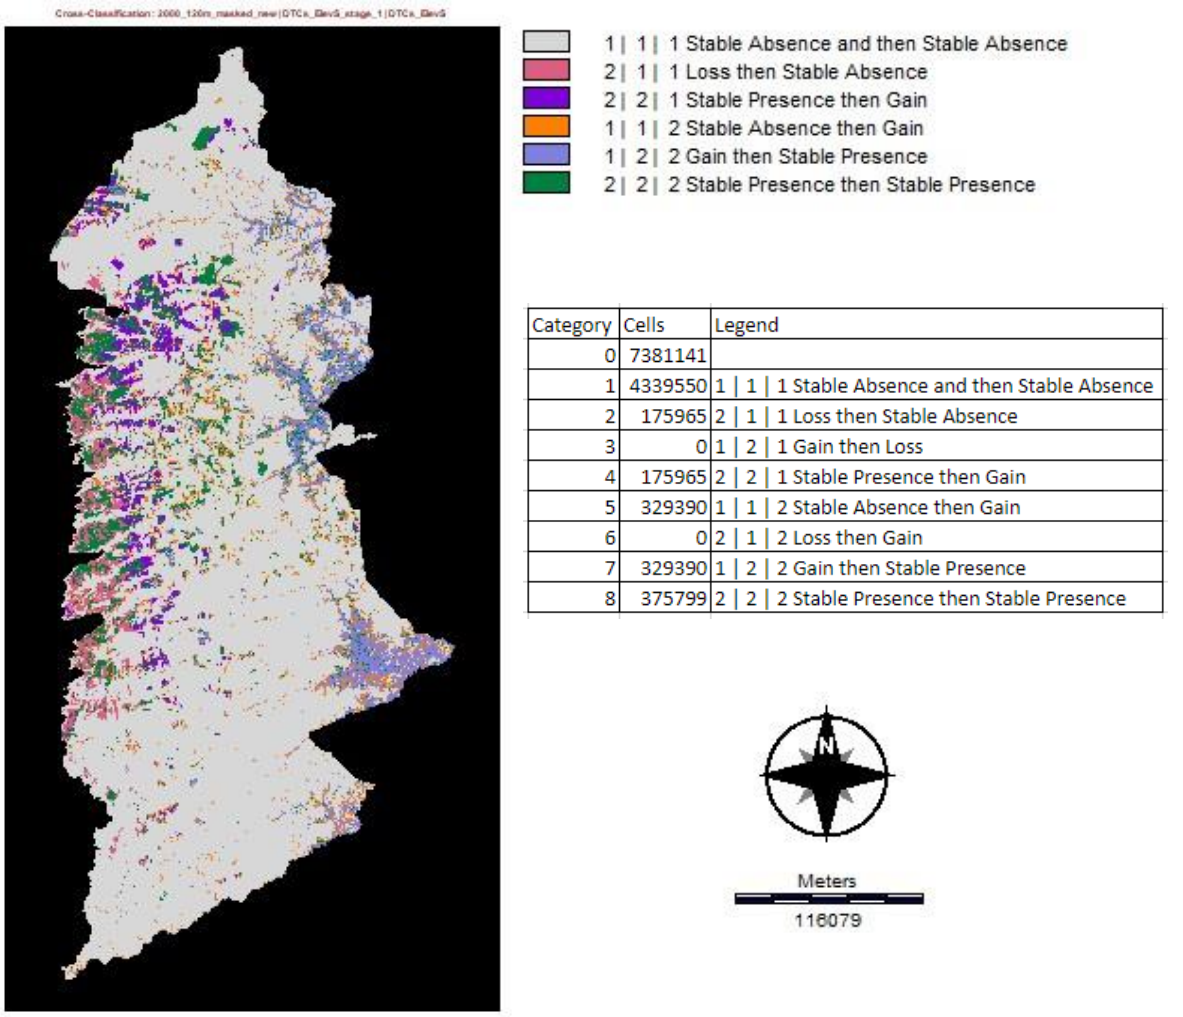 Cross-Classification: 2000_120m_masked_new|DTCs_Elev5_stage_1|DTCs_Elev5
1| 1| 1 Stable Absence and then Stable Absence
2| 1| 1 Loss then Stable Absence
2| 2| 1 Stable Presence then Gain
1| 1| 2 Stable Absence then Gain
1| 2| 2 Gain then Stable Presence
2| 2| 2 Stable Presence then Stable Presence
Category Cells Legend
0 7381141
1 4339550 1 | 1 | 1 Stable Absence and then Stable Absence
2 175965 2 | 1 | 1 Loss then Stable Absence
3 0 1 | 2 | 1 Gain then Loss
4 175965 2 | 2 | 1 Stable Presence then Gain
5 329390 1 | 1 | 2 Stable Absence then Gain
6 0 2 | 1 | 2 Loss then Gain
7 329390 1 | 2 | 2 Gain then Stable Presence
8 375799 2 | 2 | 2 Stable Presence then Stable Presence
N
Meters
116079